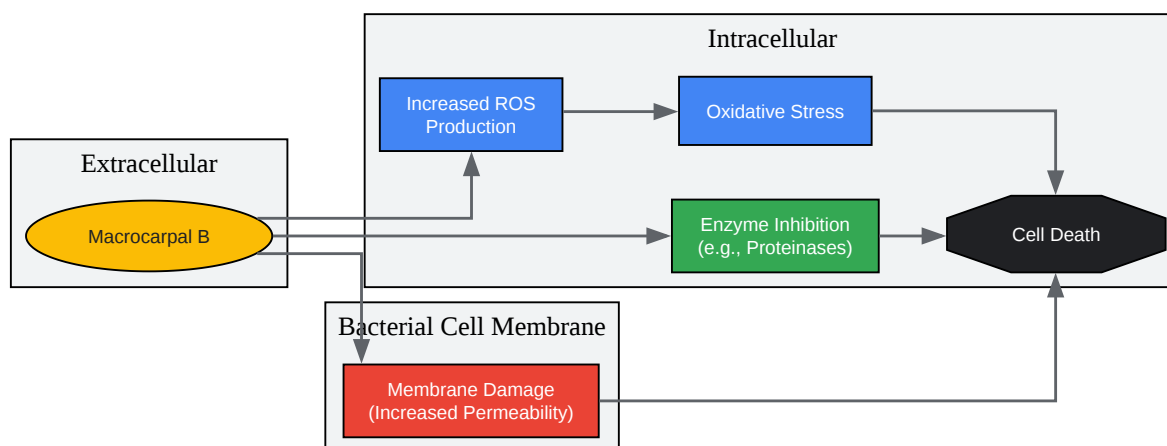 Intracellular
Increased ROS
Production
Oxidative Stress
Extracellular
Macrocarpal B
Enzyme Inhibition
(e.g., Proteinases)
Cell Death
Bacterial Cell Membrane
Membrane Damage
(Increased Permeability)